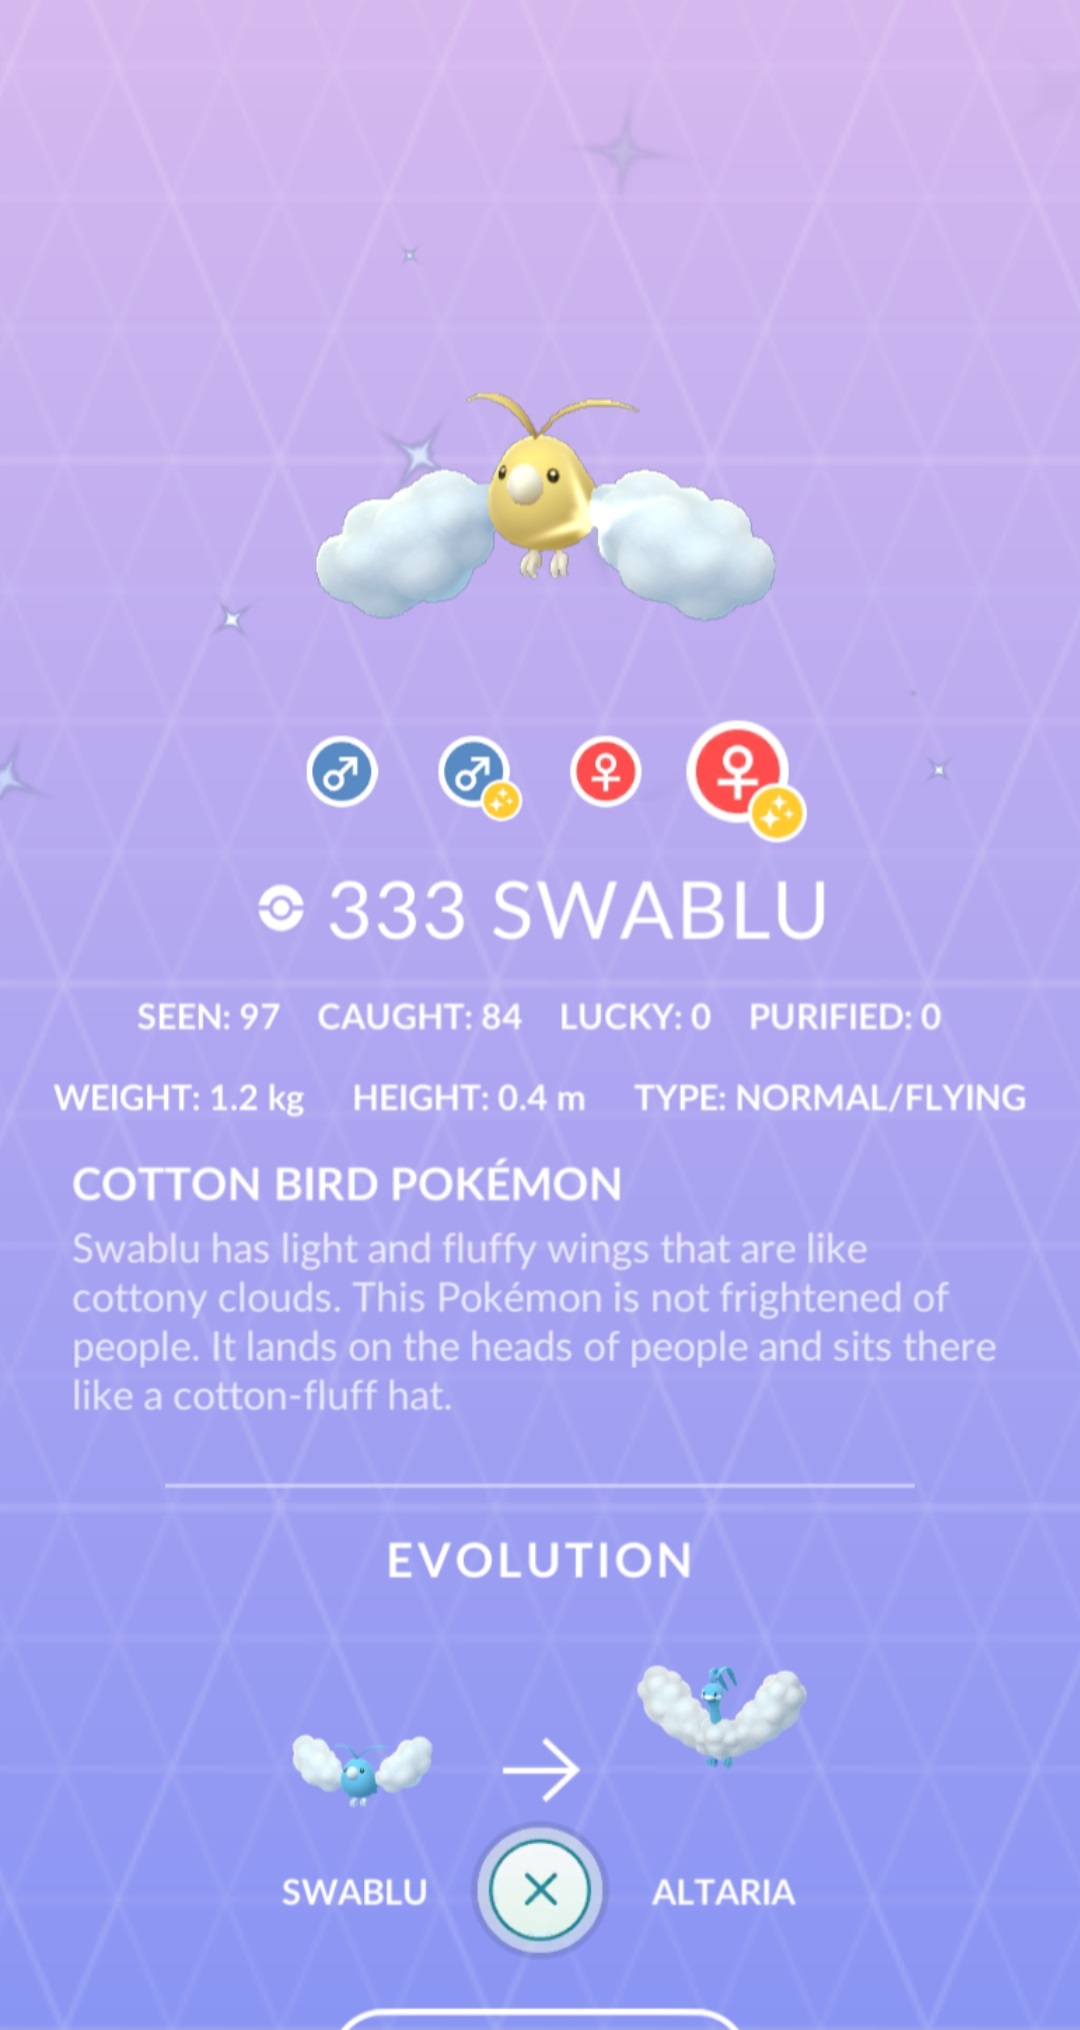 333 SWABLU
SEEN: 97 CAUGHT: 84 LUCKY: 0 PURIFIED: 0
WEIGHT: 1.2 kg HEIGHT: 0.4 m TYPE: NORMAL/FLYING
COTTON BIRD POKÉMON
Swablu has light and fluffy wings that are like
cottony clouds. This Pokémon is not frightened of
people. It lands on the heads of people and sits there
like a cotton-fluff hat.
EVOLUTION
SWABLU ALTARIA